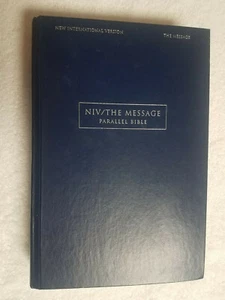 NEW INTERNATIONAL VERSION THE MESSAGE
NIV/THE MESSAGE
PARALLEL BIBLE